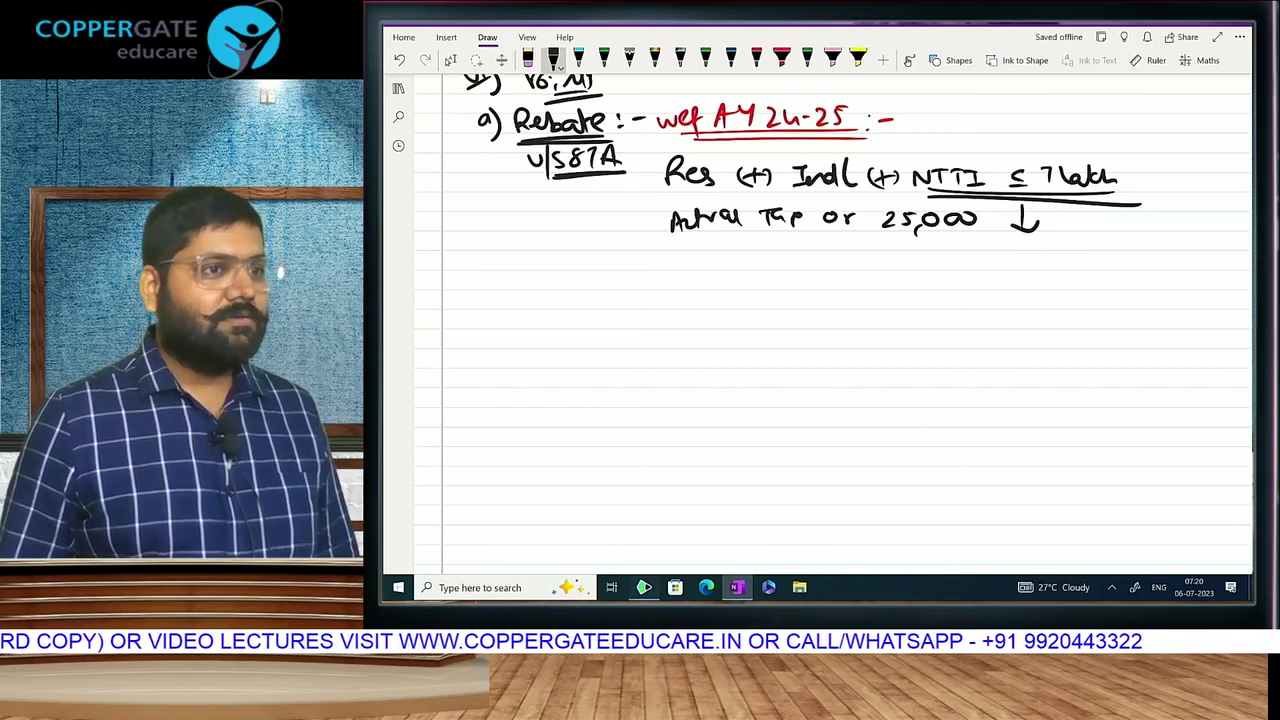 COPPERGATE
educare
Home Insert Draw View Help
Saved offline
Share
Shapes
Ink to Shape
Ink to Text
Ruler
Maths
a) Rebate :- wef AY 24-25 :-
u/s 87A
Res (+) Indl (+) NTTI ≤ 7 lakh
Actual Tap or 25,000 ↓
Type here to search
27°C Cloudy
ENG
07:20
06-07-2023
RD COPY) OR VIDEO LECTURES VISIT WWW.COPPERGATEEDUCARE.IN OR CALL/WHATSAPP - +91 9920443322